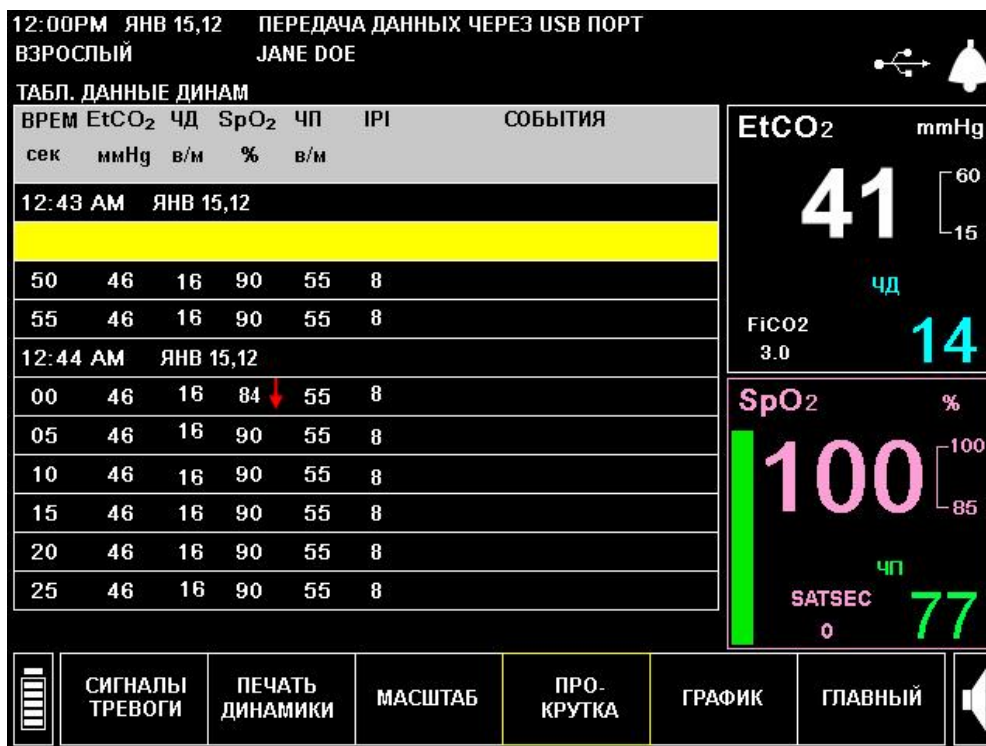 12:00PM ЯНВ 15,12 ПЕРЕДАЧА ДАННЫХ ЧЕРЕЗ USB ПОРТ
ВЗРОСЛЫЙ JANE DOE
ТАБЛ. ДАННЫЕ ДИНАМ
ВРЕМ EtCO2 ЧД SpO2 ЧП IPI СОБЫТИЯ
сек ммHg в/м % в/м
12:43 AM ЯНВ 15,12
50 46 16 90 55 8
55 46 16 90 55 8
12:44 AM ЯНВ 15,12
00 46 16 84 55 8
05 46 16 90 55 8
10 46 16 90 55 8
15 46 16 90 55 8
20 46 16 90 55 8
25 46 16 90 55 8
EtCO2 mmHg
41 60
15
ЧД
14
FiCO2
3.0
SpO2 %
100 100
85
ЧП
77
SATSEC
0
СИГНАЛЫ
ТРЕВОГИ
ПЕЧАТЬ
ДИНАМИКИ
МАСШТАБ
ПРО-
КРУТКА
ГРАФИК
ГЛАВНЫЙ